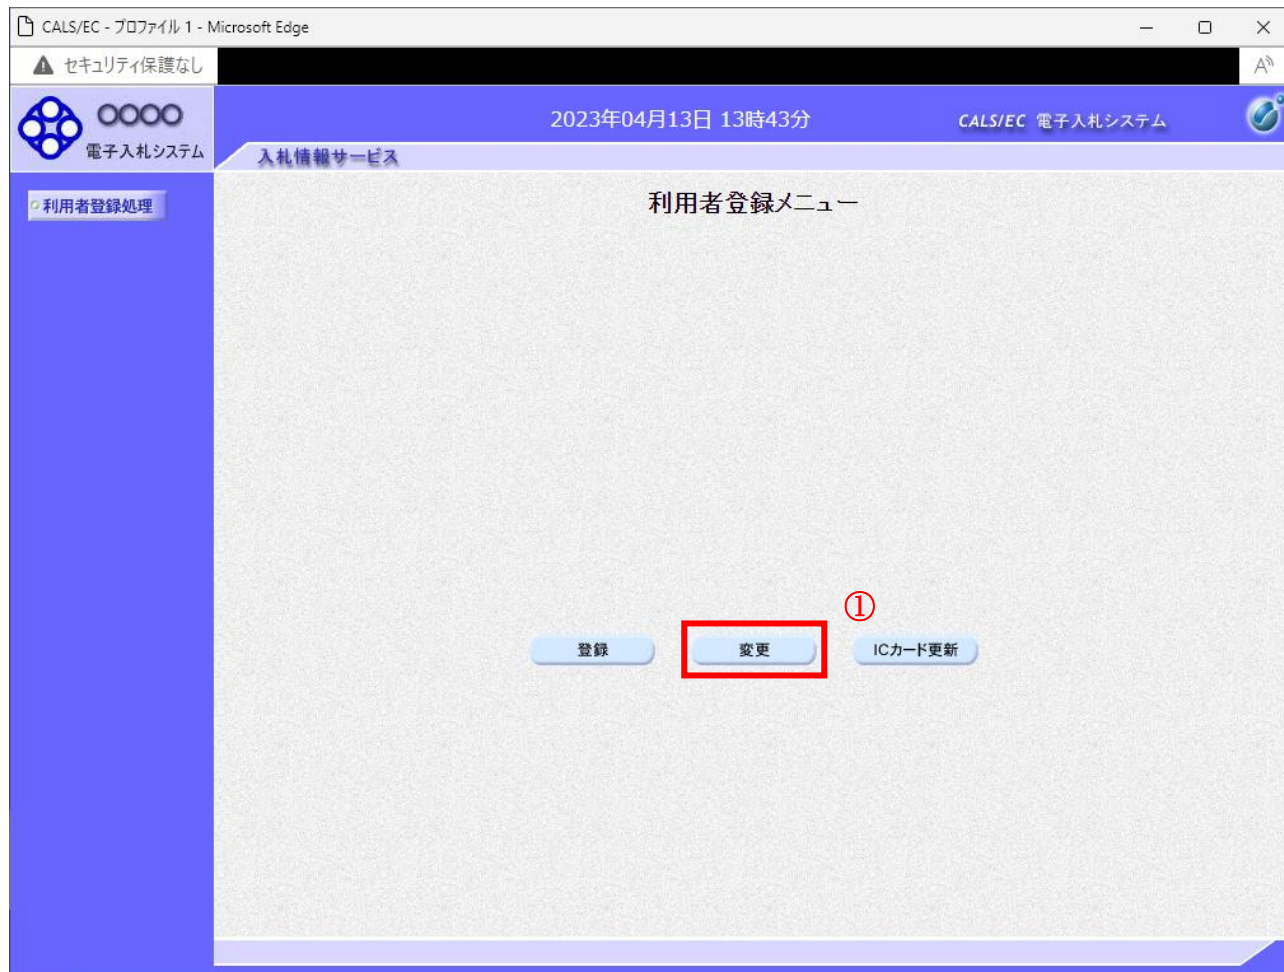 CALS/EC - プロファイル 1 - Microsoft Edge
セキュリティ保護なし
○○○○
電子入札システム
2023年04月13日 13時43分
CALS/EC 電子入札システム
入札情報サービス
利用者登録処理
利用者登録メニュー
①
登録 変更 ICカード更新